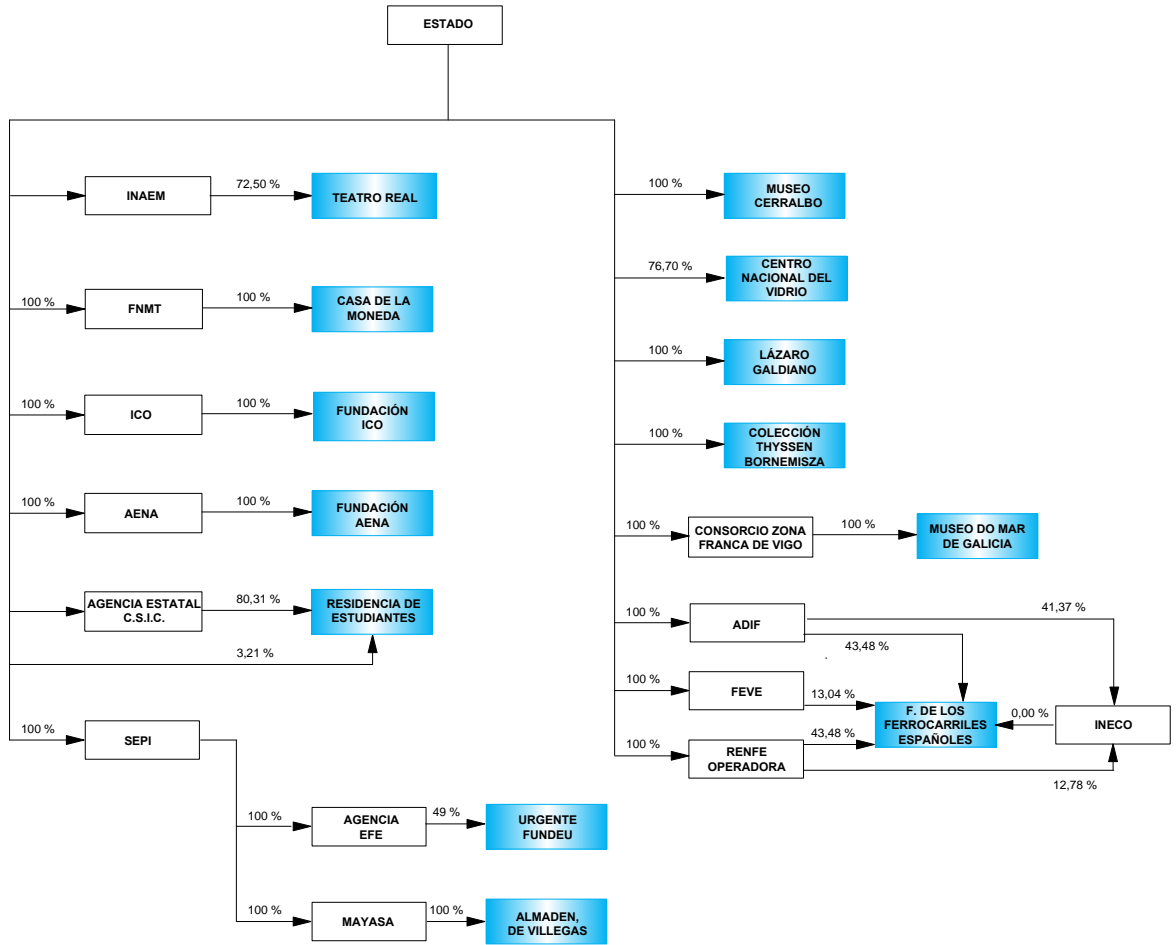 ESTADO
INAEM
72,50 %
TEATRO REAL
100 %
FNMT
100 %
CASA DE LA
MONEDA
100 %
ICO
100 %
FUNDACIÓN
ICO
100 %
AENA
100 %
FUNDACIÓN
AENA
AGENCIA ESTATAL
C.S.I.C.
80,31 %
RESIDENCIA DE
ESTUDIANTES
3,21 %
100 %
SEPI
100 %
AGENCIA
EFE
49 %
URGENTE
FUNDEU
100 %
MAYASA
100 %
ALMADEN,
DE VILLEGAS
100 %
MUSEO
CERRALBO
76,70 %
CENTRO
NACIONAL DEL
VIDRIO
100 %
LÁZARO
GALDIANO
100 %
COLECCIÓN
THYSSEN
BORNEMISZA
100 %
CONSORCIO ZONA
FRANCA DE VIGO
100 %
MUSEO DO MAR
DE GALICIA
100 %
ADIF
41,37 %
43,48 %
100 %
FEVE
13,04 %
F. DE LOS
FERROCARRILES
ESPAÑOLES
0,00 %
INECO
100 %
RENFE
OPERADORA
43,48 %
12,78 %